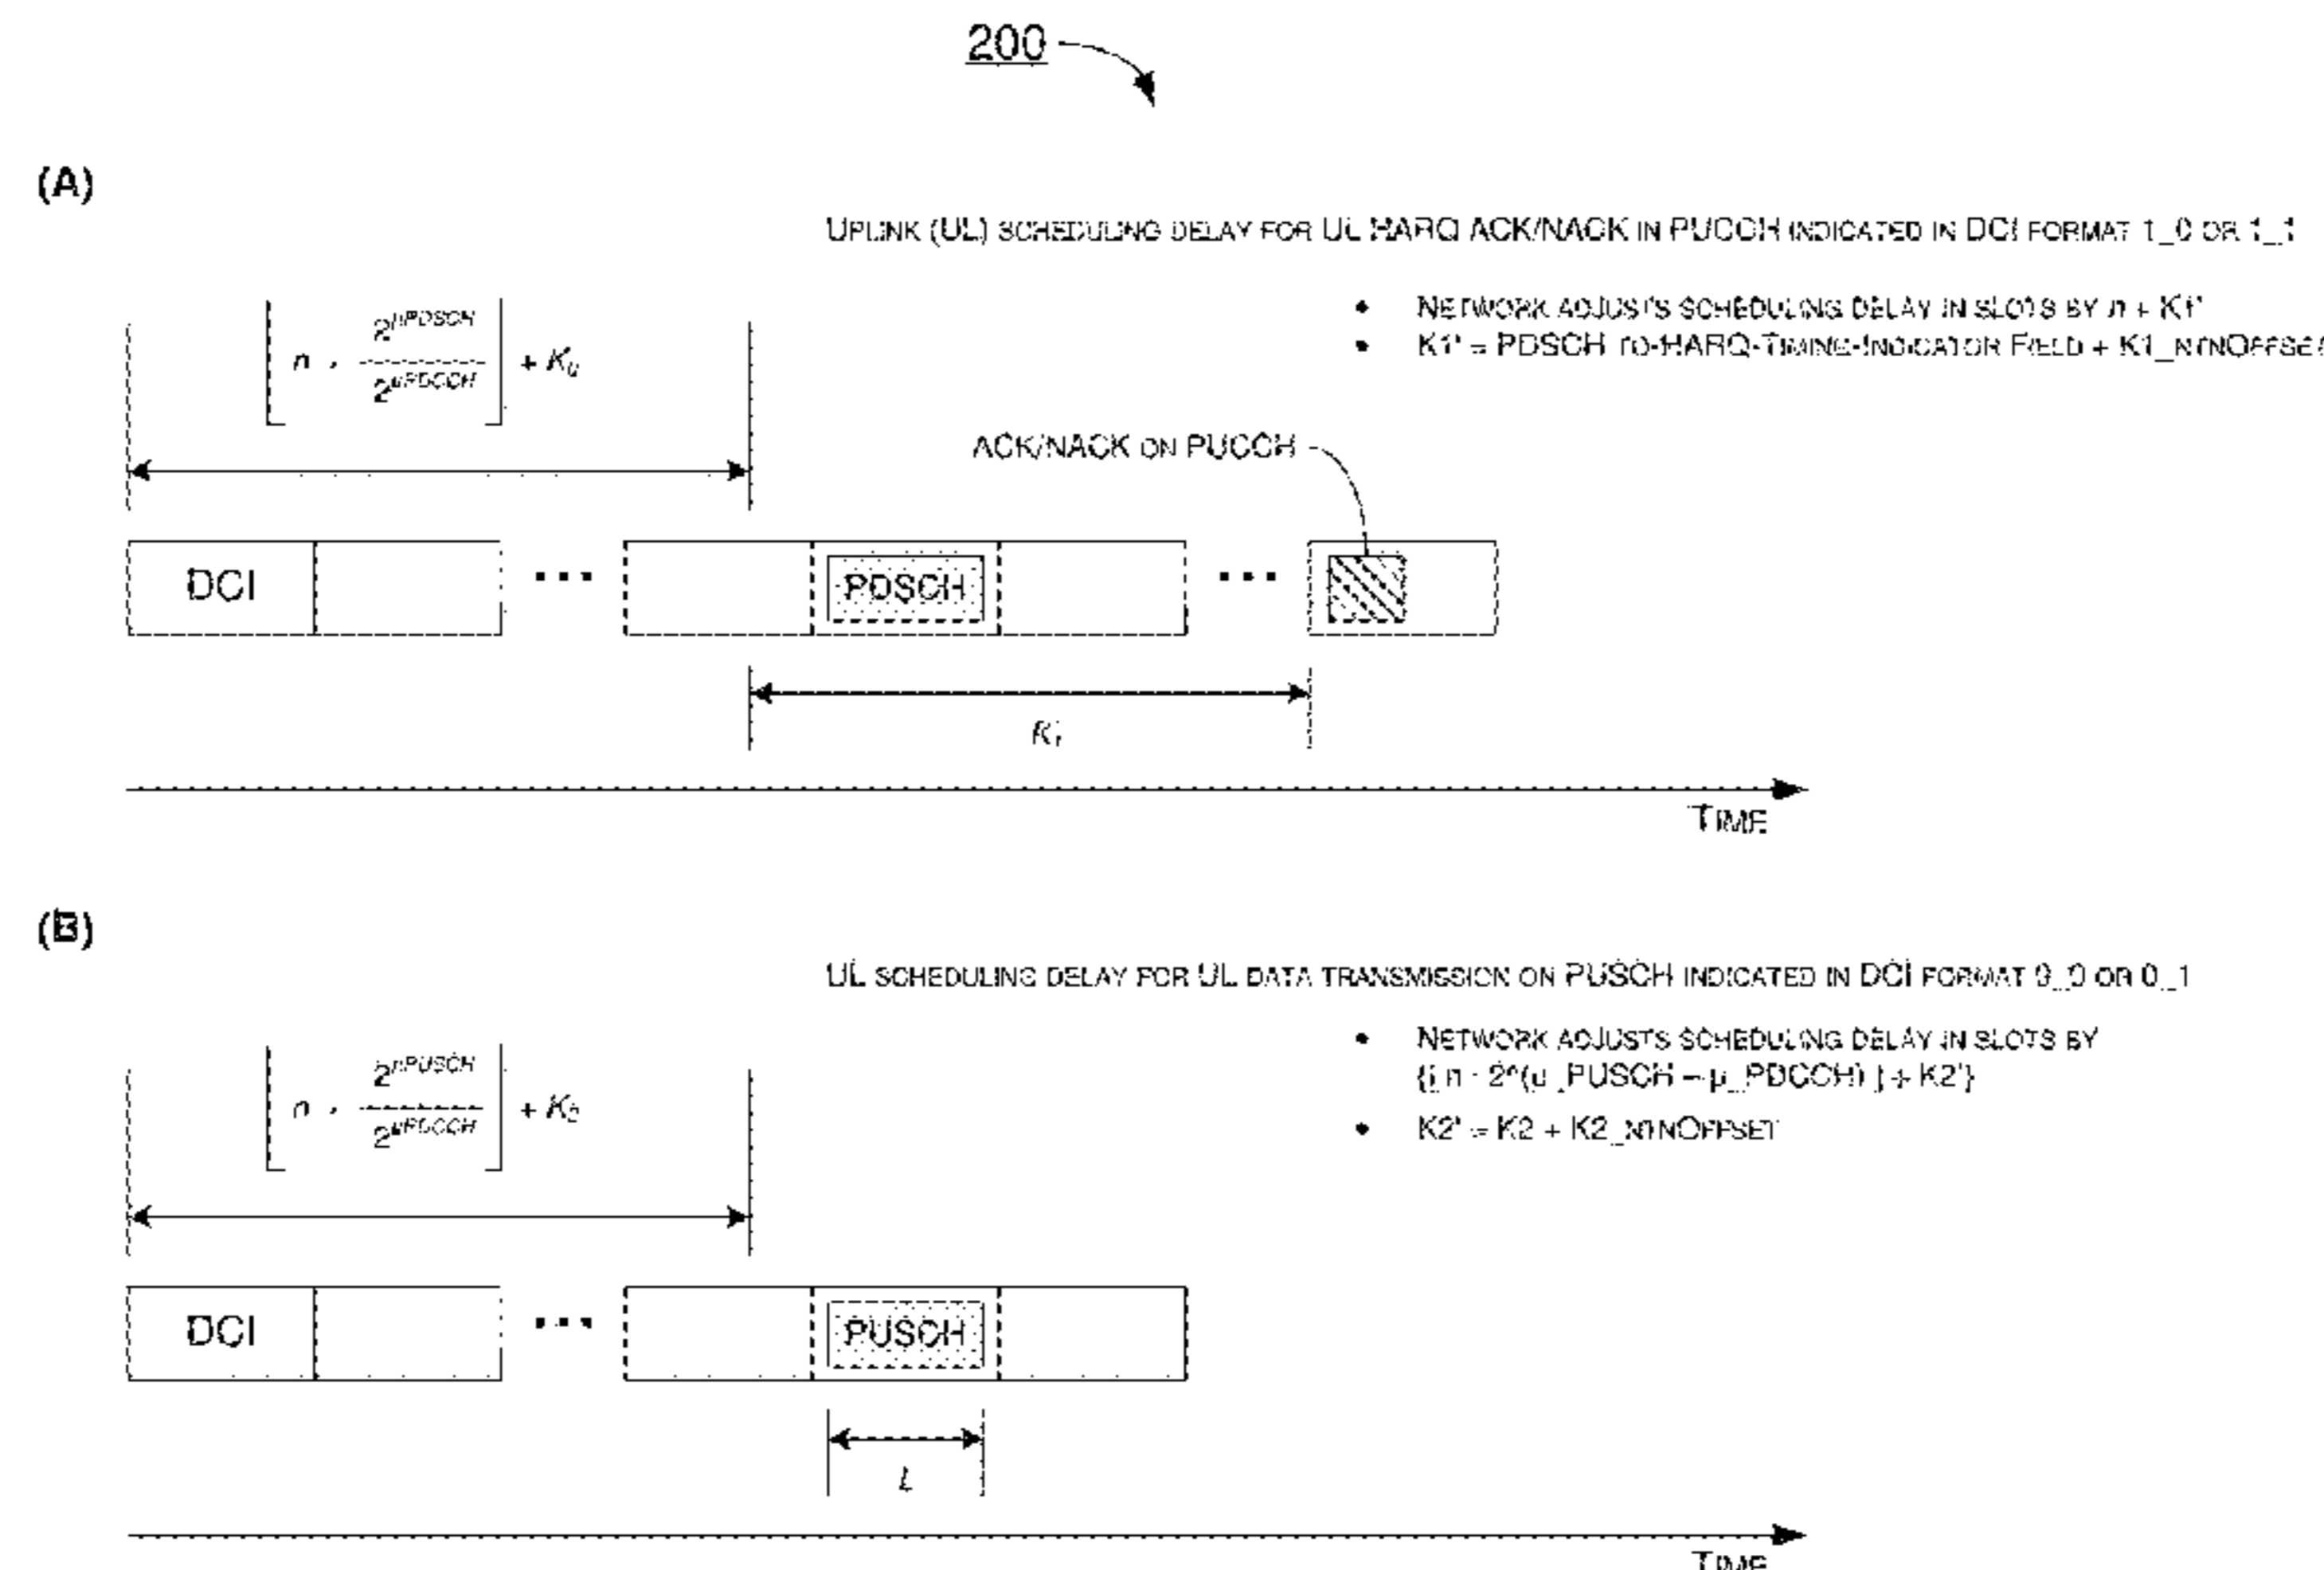 200
(A)
UPLINK (UL) SCHEDULING DELAY FOR UL HARQ ACK/NACK IN PUCCH INDICATED IN DCI FORMAT 1_0 OR 1_1
• NETWORK ADJUSTS SCHEDULING DELAY IN SLOTS BY n + K1'
• K1' = PDSCH-TO-HARQ-TIMING-INDICATOR FIELD + K1_NTNOFFSET
⌊n · 2^μPDSCH / 2^μPDCCH⌋ + K₀
ACK/NACK ON PUCCH
DCI ... PDSCH ...
K₁
TIME
(B)
UL SCHEDULING DELAY FOR UL DATA TRANSMISSION ON PUSCH INDICATED IN DCI FORMAT 0_0 OR 0_1
• NETWORK ADJUSTS SCHEDULING DELAY IN SLOTS BY
{⌊n · 2^(μ_PUSCH – μ_PDCCH)⌋ + K2'}
• K2' = K2 + K2_NTNOFFSET
⌊n · 2^μPUSCH / 2^μPDCCH⌋ + K₂
DCI ... PUSCH
L
TIME